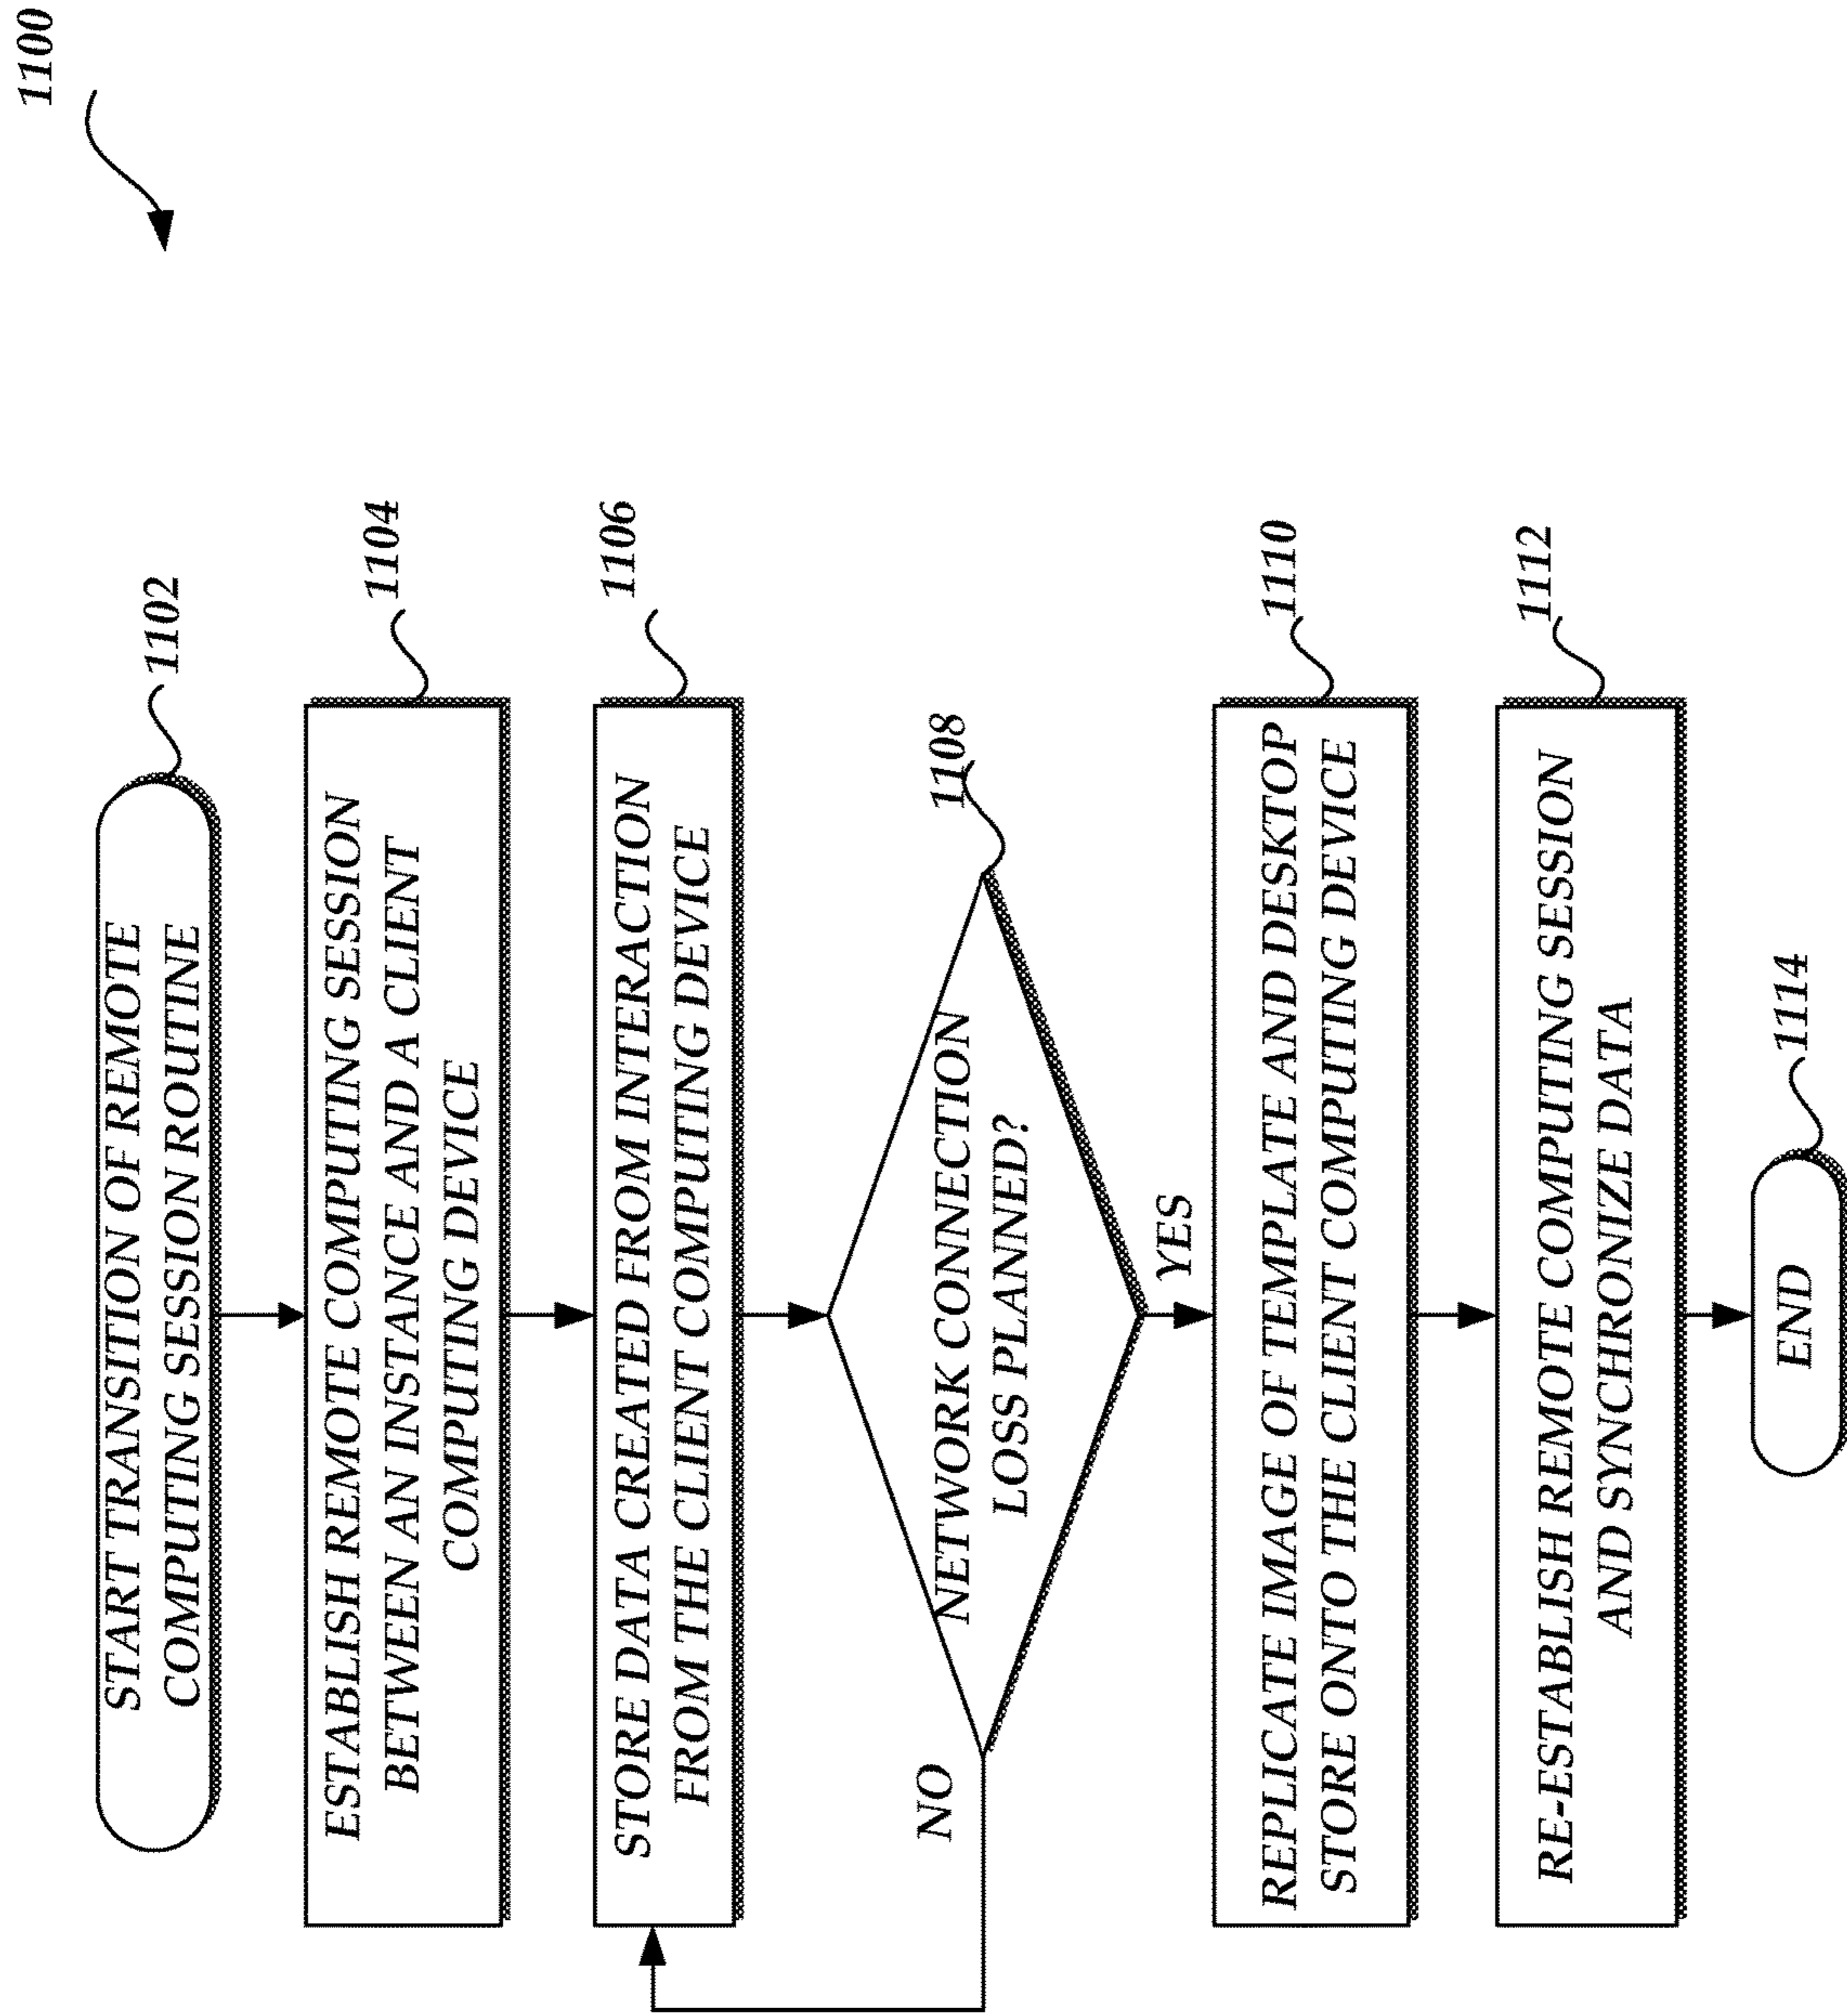 1100
START TRANSITION OF REMOTE
COMPUTING SESSION ROUTINE
1102
ESTABLISH REMOTE COMPUTING SESSION
BETWEEN AN INSTANCE AND A CLIENT
COMPUTING DEVICE
1104
STORE DATA CREATED FROM INTERACTION
FROM THE CLIENT COMPUTING DEVICE
1106
NETWORK CONNECTION
LOSS PLANNED?
1108
NO
YES
REPLICATE IMAGE OF TEMPLATE AND DESKTOP
STORE ONTO THE CLIENT COMPUTING DEVICE
1110
RE-ESTABLISH REMOTE COMPUTING SESSION
AND SYNCHRONIZE DATA
1112
END
1114